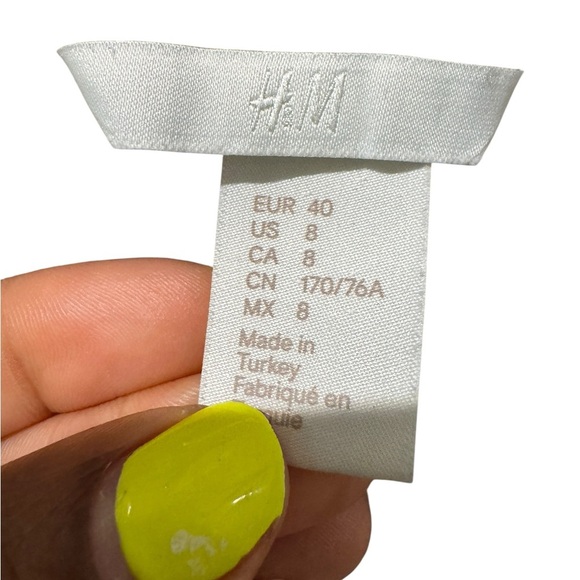 H&M
EUR 40
US 8
CA 8
CN 170/76A
MX 8
Made in
Turkey
Fabriqué en